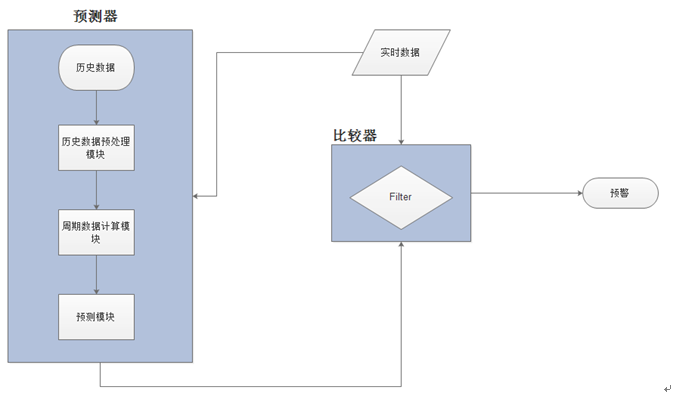 预测器
历史数据
历史数据预处理
模块
周期数据计算模
块
预测模块
实时数据
比较器
Filter
预警